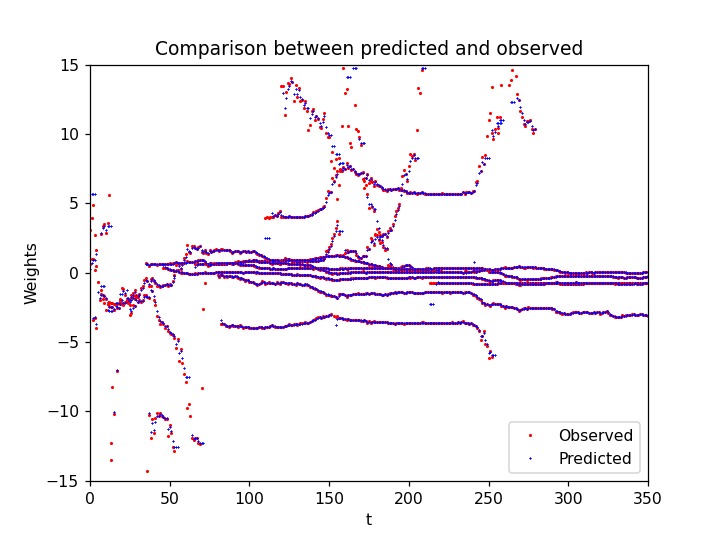 Comparison between predicted and observed
15
10
5
0
−5
−10
−15
Weights
0 50 100 150 200 250 300 350
t
Observed
Predicted